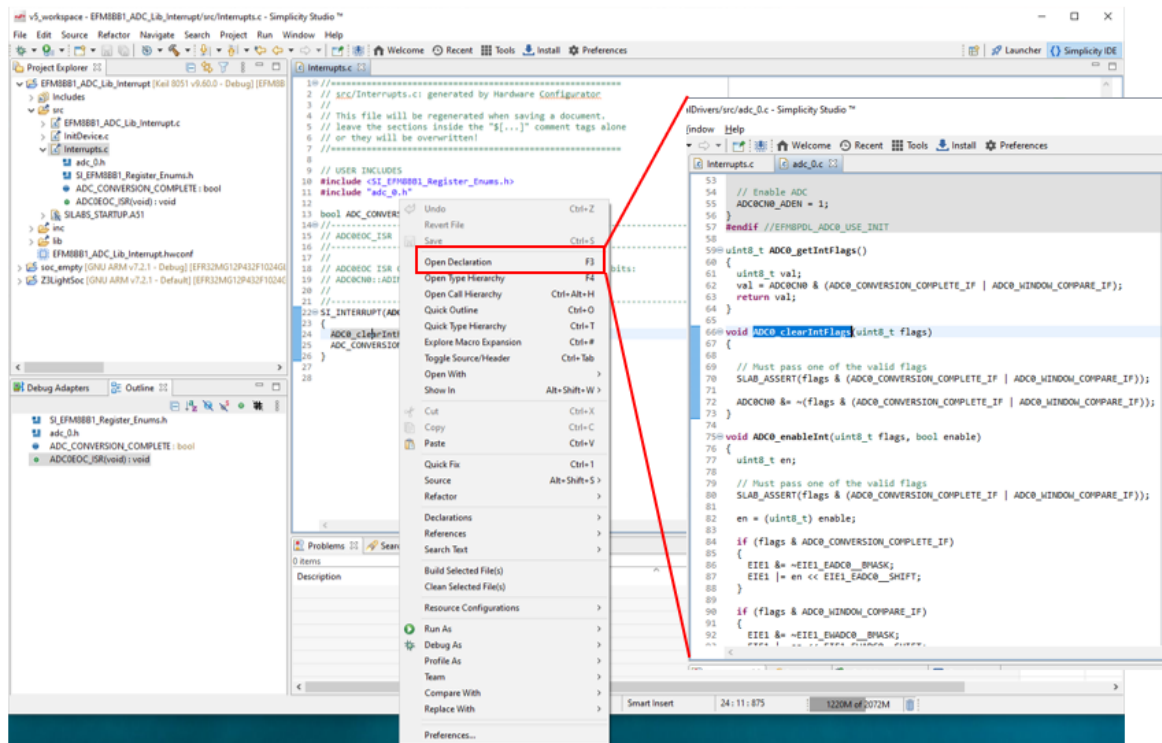 v5_workspace - EFM8BB1_ADC_Lib_Interrupt/src/Interrupts.c - Simplicity Studio ™
File Edit Source Refactor Navigate Search Project Run Window Help
Welcome Recent Tools Install Preferences
Launcher Simplicity IDE
Project Explorer
EFM8BB1_ADC_Lib_Interrupt [Keil 8051 v9.60.0 - Debug] [EFM8B
Includes
src
EFM8BB1_ADC_Lib_Interrupt.c
InitDevice.c
Interrupts.c
adc_0.h
SI_EFM8BB1_Register_Enums.h
ADC_CONVERSION_COMPLETE : bool
ADC0EOC_ISR(void) : void
SILABS_STARTUP.A51
inc
lib
EFM8BB1_ADC_Lib_Interrupt.hwconf
soc_empty [GNU ARM v7.2.1 - Debug] [EFR32MG12P432F1024G
Z3LightSoc [GNU ARM v7.2.1 - Default] [EFR32MG12P432F1024G
Debug Adapters Outline
SI_EFM8BB1_Register_Enums.h
adc_0.h
ADC_CONVERSION_COMPLETE : bool
ADC0EOC_ISR(void) : void
Interrupts.c
1 //=========================================================
2 // src/Interrupts.c: generated by Hardware Configurator
3 //
4 // This file will be regenerated when saving a document.
5 // leave the sections inside the "$[...]" comment tags alone
6 // or they will be overwritten!
7 //=========================================================
8
9 // USER INCLUDES
10 #include <SI_EFM8BB1_Register_Enums.h>
11 #include "adc_0.h"
12
13 bool ADC_CONVERS
14 //-----
15 // ADC0EOC_ISR
16 //-----
17 //
18 // ADC0EOC ISR C bits:
19 // ADC0CN0::ADI
20 //
21 //-----
22 SI_INTERRUPT(ADC
23 {
24 ADC0_clearInt
25 ADC_CONVERSION
26 }
27
28
Undo Ctrl+Z
Revert File
Save Ctrl+S
Open Declaration F3
Open Type Hierarchy F4
Open Call Hierarchy Ctrl+Alt+H
Quick Outline Ctrl+O
Quick Type Hierarchy Ctrl+T
Explore Macro Expansion Ctrl+#
Toggle Source/Header Ctrl+Tab
Open With
Show In Alt+Shift+W
Cut Ctrl+X
Copy Ctrl+C
Paste Ctrl+V
Quick Fix Ctrl+1
Source Alt+Shift+S
Refactor
Declarations
References
Search Text
Build Selected File(s)
Clean Selected File(s)
Resource Configurations
Run As
Debug As
Profile As
Team
Compare With
Replace With
Preferences...
Problems Sear
0 items
Description
Smart Insert 24 : 11 : 875 1220M of 2072M
lDrivers/src/adc_0.c - Simplicity Studio ™
indow Help
Welcome Recent Tools Install Preferences
Interrupts.c adc_0.c
53
54 // Enable ADC
55 ADC0CN0_ADEN = 1;
56 }
57 #endif //EFM8PDL_ADC0_USE_INIT
58
59 uint8_t ADC0_getIntFlags()
60 {
61 uint8_t val;
62 val = ADC0CN0 & (ADC0_CONVERSION_COMPLETE_IF | ADC0_WINDOW_COMPARE_IF);
63 return val;
64 }
65
66 void ADC0_clearIntFlags(uint8_t flags)
67 {
68
69 // Must pass one of the valid flags
70 SLAB_ASSERT(flags & (ADC0_CONVERSION_COMPLETE_IF | ADC0_WINDOW_COMPARE_IF));
71
72 ADC0CN0 &= ~(flags & (ADC0_CONVERSION_COMPLETE_IF | ADC0_WINDOW_COMPARE_IF));
73 }
74
75 void ADC0_enableInt(uint8_t flags, bool enable)
76 {
77 uint8_t en;
78
79 // Must pass one of the valid flags
80 SLAB_ASSERT(flags & (ADC0_CONVERSION_COMPLETE_IF | ADC0_WINDOW_COMPARE_IF));
81
82 en = (uint8_t) enable;
83
84 if (flags & ADC0_CONVERSION_COMPLETE_IF)
85 {
86 EIE1 &= ~EIE1_EADC0__BMASK;
87 EIE1 |= en << EIE1_EADC0__SHIFT;
88 }
89
90 if (flags & ADC0_WINDOW_COMPARE_IF)
91 {
92 EIE1 &= ~EIE1_EWADC0__BMASK;